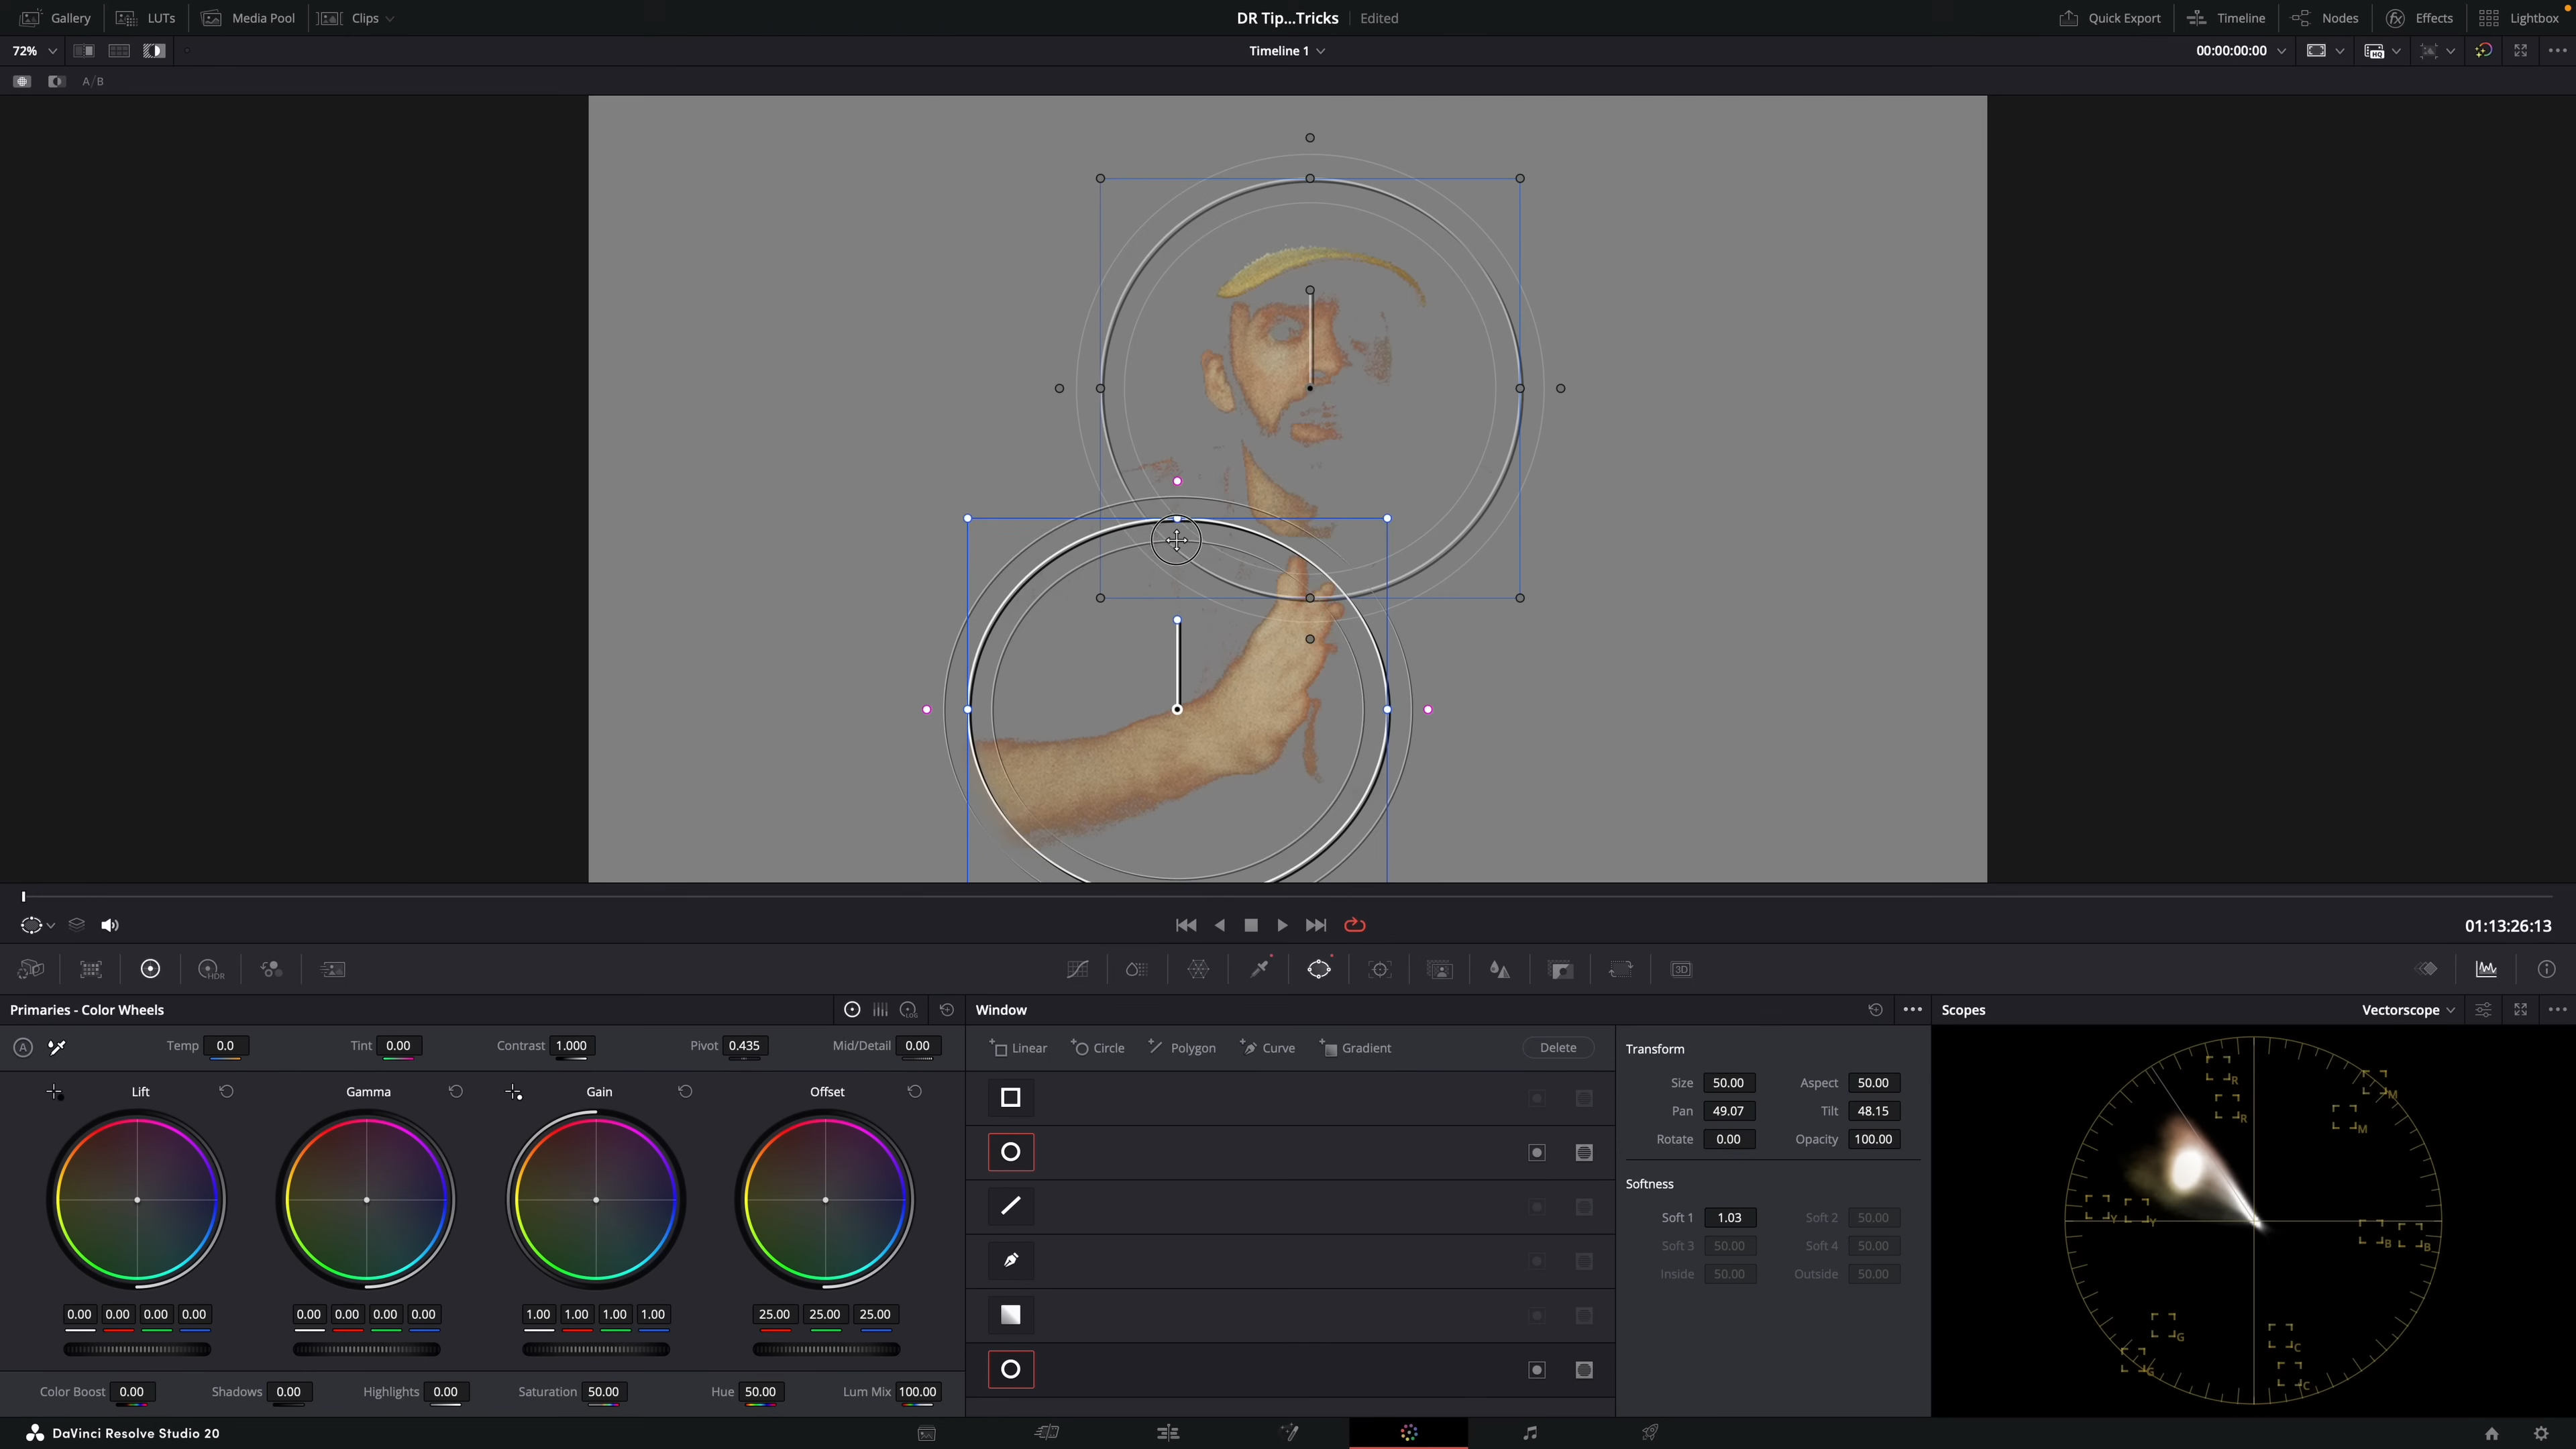 Gallery LUTs Media Pool Clips DR Tip...Tricks Edited Quick Export Timeline Nodes Effects Lightbox
72% Timeline 1 00:00:00:00 HQ
A/B
01:13:26:13
HDR 3D
Primaries - Color Wheels LOG Window Scopes Vectorscope
A Temp 0.0 Tint 0.00 Contrast 1.000 Pivot 0.435 Mid/Detail 0.00
Linear Circle Polygon Curve Gradient Delete
Lift Gamma Gain Offset
0.00 0.00 0.00 0.00 0.00 0.00 0.00 0.00 1.00 1.00 1.00 1.00 25.00 25.00 25.00
Color Boost 0.00 Shadows 0.00 Highlights 0.00 Saturation 50.00 Hue 50.00 Lum Mix 100.00
Transform
Size 50.00 Aspect 50.00
Pan 49.07 Tilt 48.15
Rotate 0.00 Opacity 100.00
Softness
Soft 1 1.03 Soft 2 50.00
Soft 3 50.00 Soft 4 50.00
Inside 50.00 Outside 50.00
R M
R M
Y Y B B
G C
G C
DaVinci Resolve Studio 20